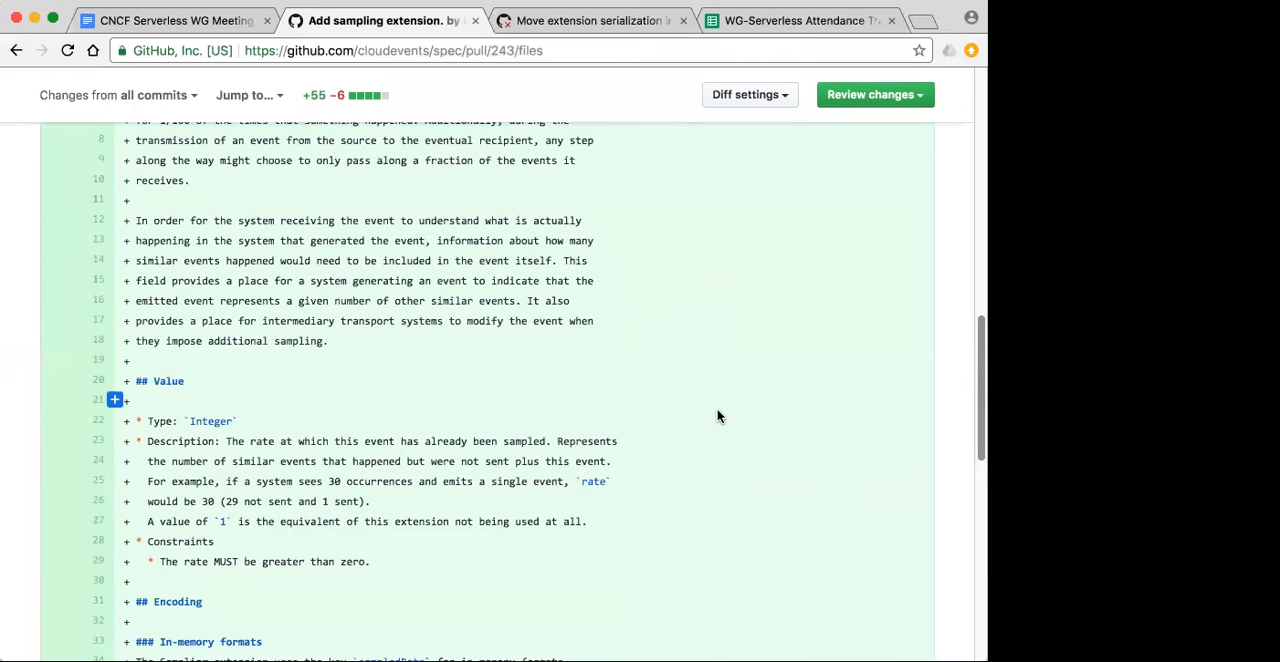 CNCF Serverless WG Meeting
Add sampling extension. by
Move extension serialization in
WG-Serverless Attendance Tr
GitHub, Inc. [US] https://github.com/cloudevents/spec/pull/243/files
Changes from all commits Jump to... +55 −6 Diff settings Review changes
8 + transmission of an event from the source to the eventual recipient, any step
9 + along the way might choose to only pass along a fraction of the events it
10 + receives.
11 +
12 + In order for the system receiving the event to understand what is actually
13 + happening in the system that generated the event, information about how many
14 + similar events happened would need to be included in the event itself. This
15 + field provides a place for a system generating an event to indicate that the
16 + emitted event represents a given number of other similar events. It also
17 + provides a place for intermediary transport systems to modify the event when
18 + they impose additional sampling.
19 +
20 + ## Value
21 +
22 + * Type: `Integer`
23 + * Description: The rate at which this event has already been sampled. Represents
24 + the number of similar events that happened but were not sent plus this event.
25 + For example, if a system sees 30 occurrences and emits a single event, `rate`
26 + would be 30 (29 not sent and 1 sent).
27 + A value of `1` is the equivalent of this extension not being used at all.
28 + * Constraints
29 + * The rate MUST be greater than zero.
30 +
31 + ## Encoding
32 +
33 + ### In-memory formats